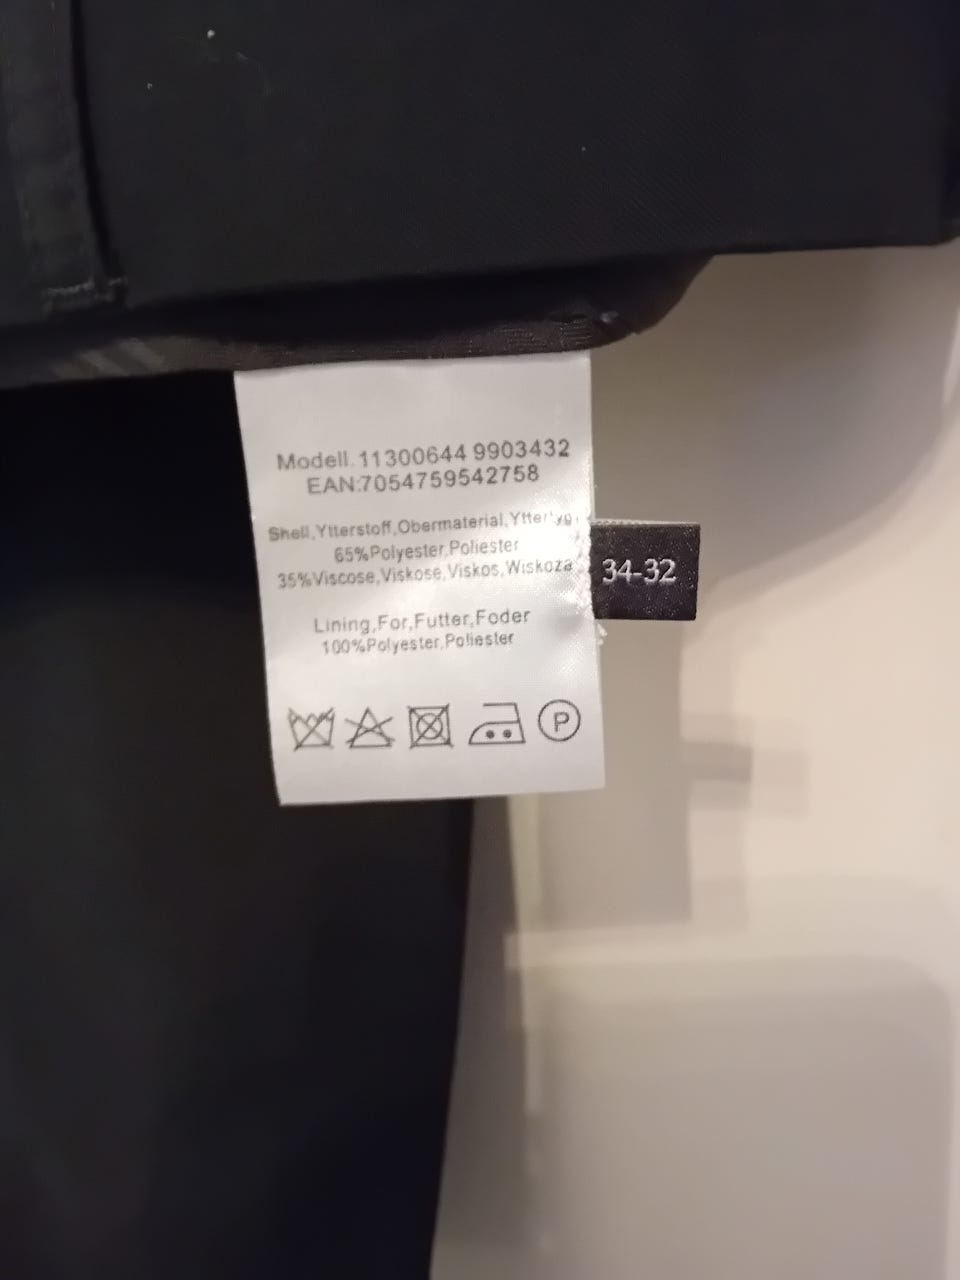 Modell.11300644 9903432
EAN:7054759542758
Shell,Ytterstoff,Obermaterial,Yttertyg,
65%Polyester,Poliester
35%Viscose,Viskose,Viskos,Wiskoza
34-32
Lining,For,Futter,Foder
100%Polyester,Poliester
P